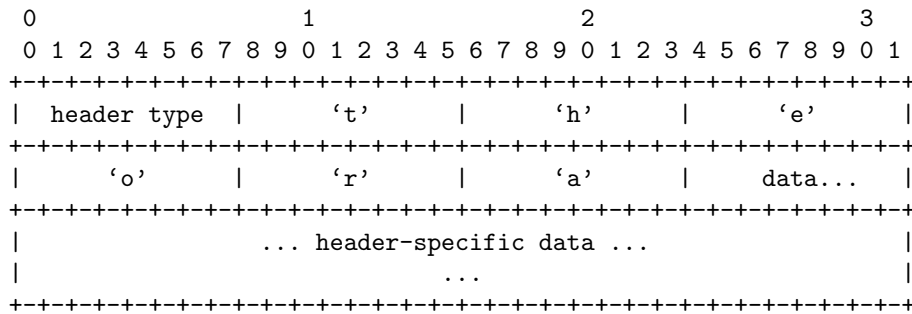 0                   1                   2                   3
0 1 2 3 4 5 6 7 8 9 0 1 2 3 4 5 6 7 8 9 0 1 2 3 4 5 6 7 8 9 0 1
+-+-+-+-+-+-+-+-+-+-+-+-+-+-+-+-+-+-+-+-+-+-+-+-+-+-+-+-+-+-+-+-+
|  header type  |      ‘t’      |      ‘h’      |      ‘e’      |
+-+-+-+-+-+-+-+-+-+-+-+-+-+-+-+-+-+-+-+-+-+-+-+-+-+-+-+-+-+-+-+-+
|      ‘o’      |      ‘r’      |      ‘a’      |    data...    |
+-+-+-+-+-+-+-+-+-+-+-+-+-+-+-+-+-+-+-+-+-+-+-+-+-+-+-+-+-+-+-+-+
|                 ... header-specific data ...                  |
|                              ...                              |
+-+-+-+-+-+-+-+-+-+-+-+-+-+-+-+-+-+-+-+-+-+-+-+-+-+-+-+-+-+-+-+-+